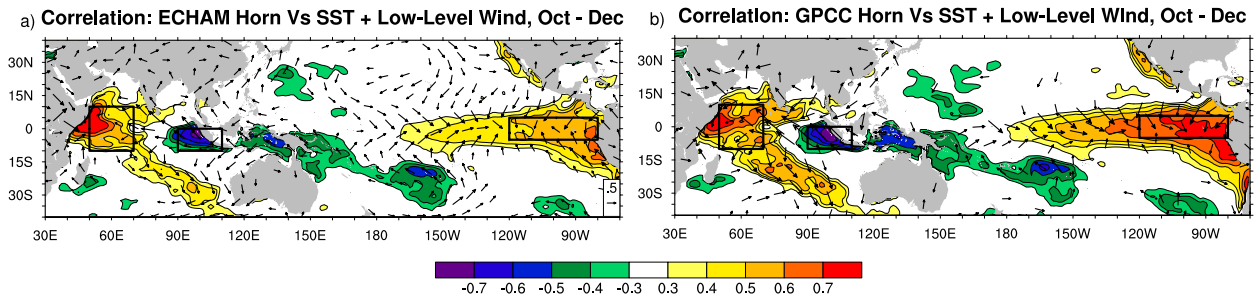 a) Correlation: ECHAM Horn Vs SST + Low-Level Wind, Oct - Dec
b) Correlation: GPCC Horn Vs SST + Low-Level WInd, Oct - Dec
30N
15N
0
15S
30S
.5
30E 60E 90E 120E 150E 180 150W 120W 90W
30N
15N
0
15S
30S
30E 60E 90E 120E 150E 180 150W 120W 90W
-0.7 -0.6 -0.5 -0.4 -0.3 0.3 0.4 0.5 0.6 0.7